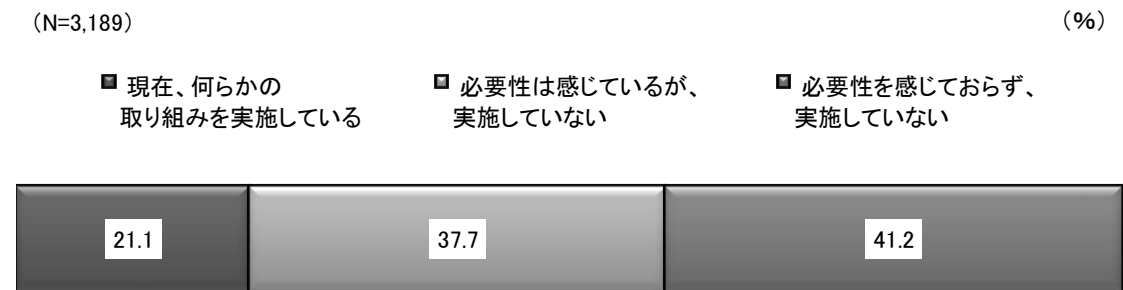 （N=3,189）
（％）
現在、何らかの
取り組みを実施している
必要性は感じているが、
実施していない
必要性を感じておらず、
実施していない
21.1
37.7
41.2